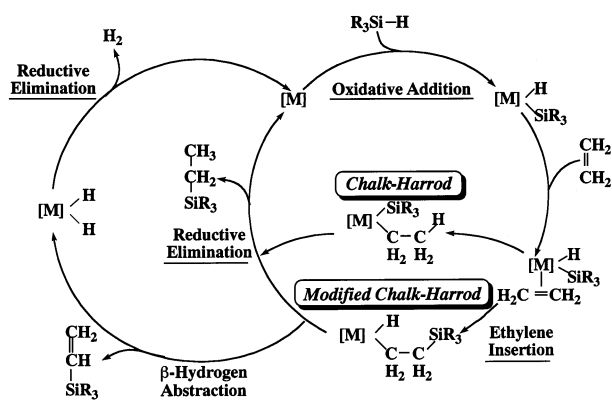 R3Si—H
H2
Reductive
Elimination
[M]
Oxidative Addition
[M]
H
SiR3
CH2
CH2
CH3
CH2
SiR3
Chalk-Harrod
[M]
SiR3
H
C—C
H2 H2
[M]
H
H
Reductive
Elimination
[M]
H
SiR3
H2C=CH2
Modified Chalk-Harrod
[M]
H
SiR3
C—C
H2 H2
Ethylene
Insertion
CH2
CH
SiR3
β-Hydrogen
Abstraction